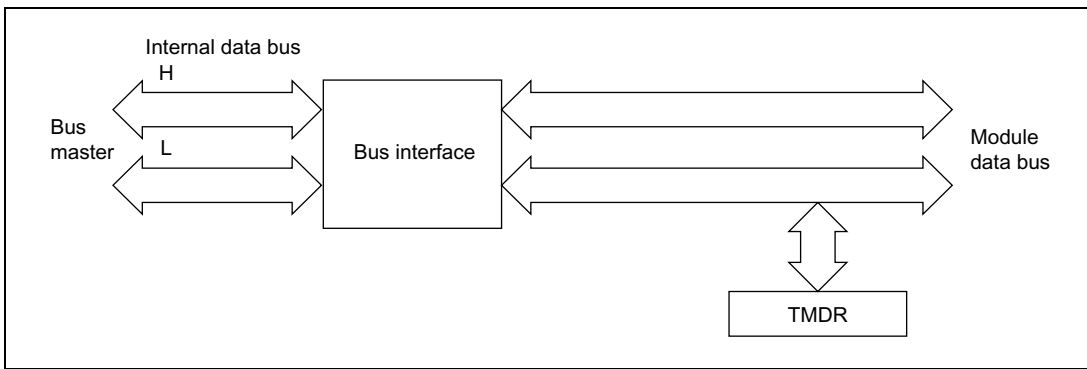 Internal data bus
H
Bus
master
L
Bus interface
Module
data bus
TMDR